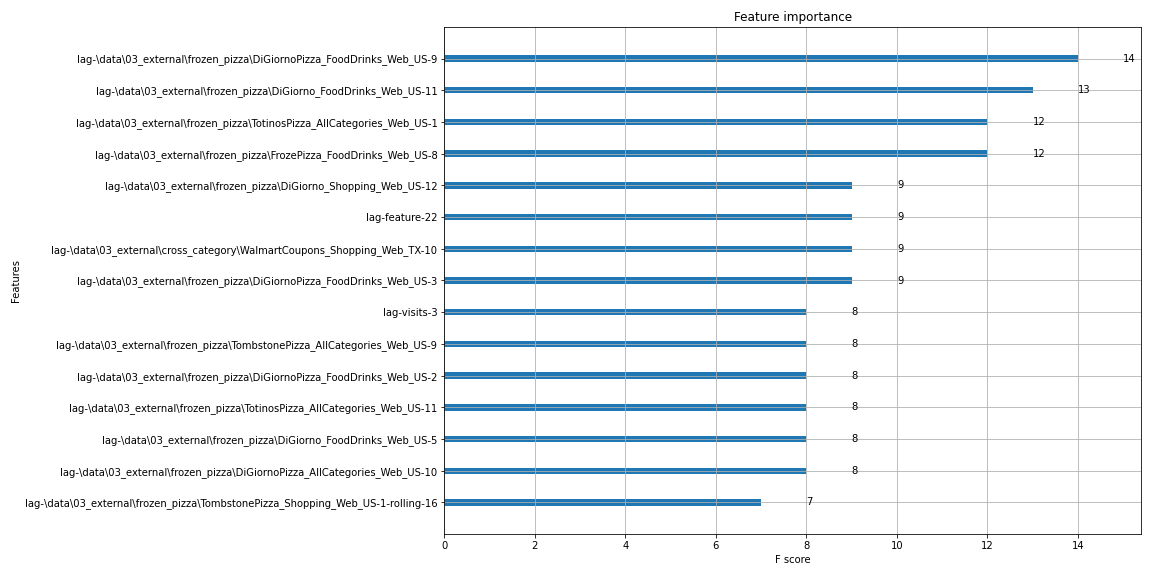 Feature importance
lag-\data\03_external\frozen_pizza\DiGiornoPizza_FoodDrinks_Web_US-9 14
lag-\data\03_external\frozen_pizza\DiGiorno_FoodDrinks_Web_US-11 13
lag-\data\03_external\frozen_pizza\TotinosPizza_AllCategories_Web_US-1 12
lag-\data\03_external\frozen_pizza\FrozePizza_FoodDrinks_Web_US-8 12
lag-\data\03_external\frozen_pizza\DiGiorno_Shopping_Web_US-12 9
lag-feature-22 9
lag-\data\03_external\cross_category\WalmartCoupons_Shopping_Web_TX-10 9
lag-\data\03_external\frozen_pizza\DiGiornoPizza_FoodDrinks_Web_US-3 9
lag-visits-3 8
lag-\data\03_external\frozen_pizza\TombstonePizza_AllCategories_Web_US-9 8
lag-\data\03_external\frozen_pizza\DiGiornoPizza_FoodDrinks_Web_US-2 8
lag-\data\03_external\frozen_pizza\TotinosPizza_AllCategories_Web_US-11 8
lag-\data\03_external\frozen_pizza\DiGiorno_FoodDrinks_Web_US-5 8
lag-\data\03_external\frozen_pizza\DiGiornoPizza_AllCategories_Web_US-10 8
lag-\data\03_external\frozen_pizza\TombstonePizza_Shopping_Web_US-1-rolling-16 7
Features
0 2 4 6 8 10 12 14
F score